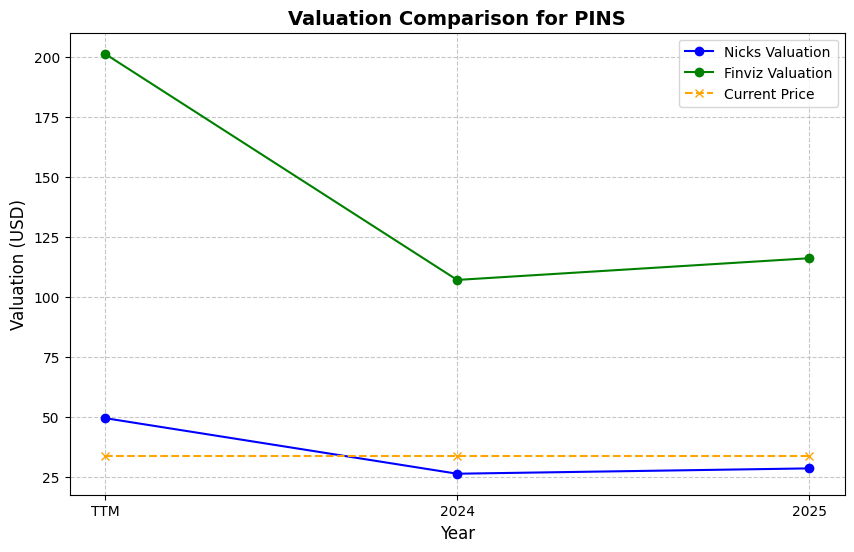 Valuation Comparison for PINS
Nicks Valuation
Finviz Valuation
Current Price
Valuation (USD)
200
175
150
125
100
75
50
25
TTM
2024
2025
Year